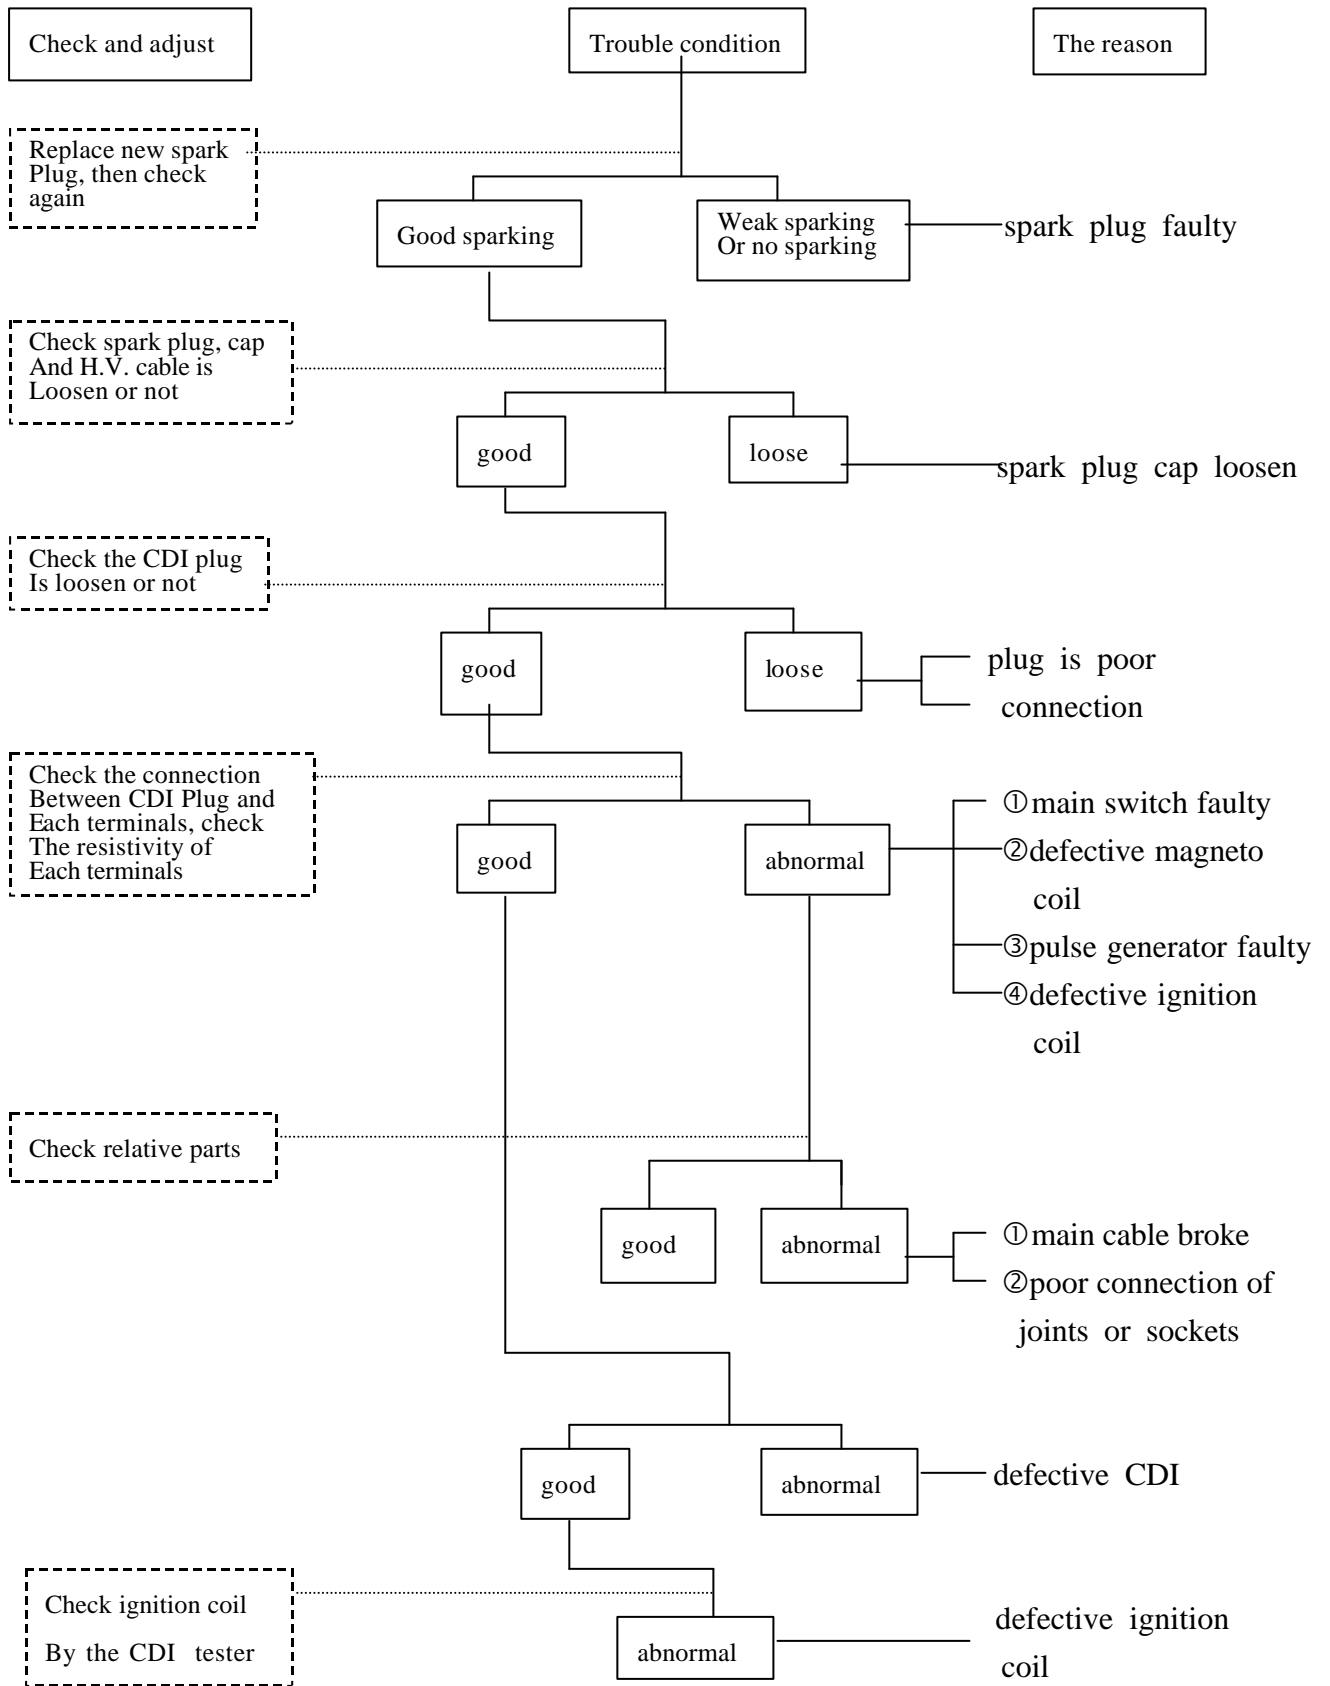 Check and adjust
Trouble condition
The reason
Replace new spark
Plug, then check
again
Good sparking
Weak sparking
Or no sparking
spark plug faulty
Check spark plug, cap
And H.V. cable is
Loosen or not
good
loose
spark plug cap loosen
Check the CDI plug
Is loosen or not
good
loose
plug is poor
connection
Check the connection
Between CDI Plug and
Each terminals, check
The resistivity of
Each terminals
good
abnormal
①main switch faulty
②defective magneto
coil
③pulse generator faulty
④defective ignition
coil
Check relative parts
good
abnormal
①main cable broke
②poor connection of
joints or sockets
good
abnormal
defective CDI
Check ignition coil
By the CDI tester
abnormal
defective ignition
coil